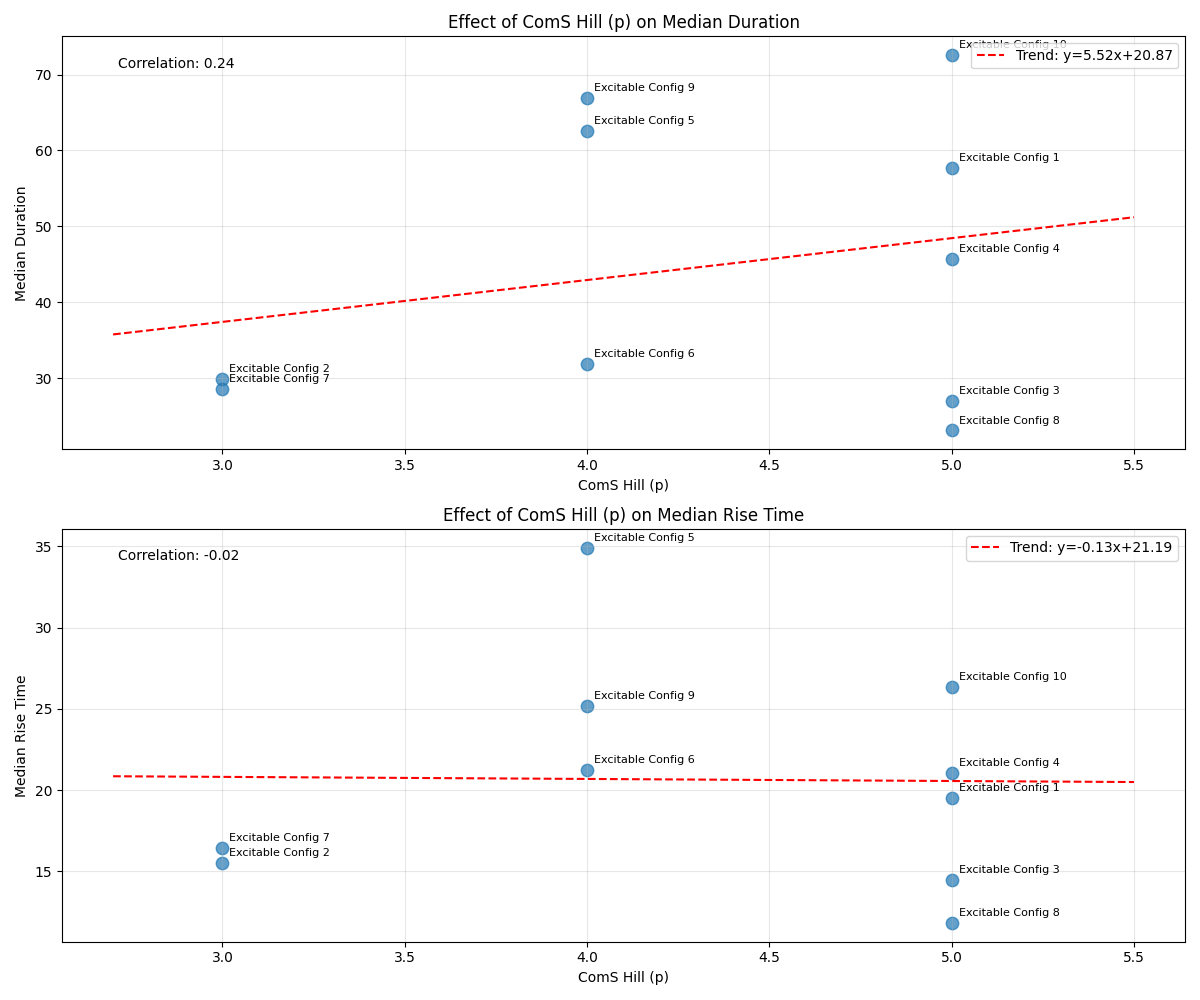 Effect of ComS Hill (p) on Median Duration
Correlation: 0.24
Excitable Config 10
Trend: y=5.52x+20.87
Excitable Config 9
Excitable Config 5
Excitable Config 1
Excitable Config 4
Excitable Config 6
Excitable Config 2
Excitable Config 7
Excitable Config 3
Excitable Config 8
70
60
50
40
30
Median Duration
3.0 3.5 4.0 4.5 5.0 5.5
ComS Hill (p)
Effect of ComS Hill (p) on Median Rise Time
Correlation: -0.02
Excitable Config 5
Trend: y=-0.13x+21.19
Excitable Config 10
Excitable Config 9
Excitable Config 6
Excitable Config 4
Excitable Config 1
Excitable Config 7
Excitable Config 2
Excitable Config 3
Excitable Config 8
35
30
25
20
15
Median Rise Time
3.0 3.5 4.0 4.5 5.0 5.5
ComS Hill (p)